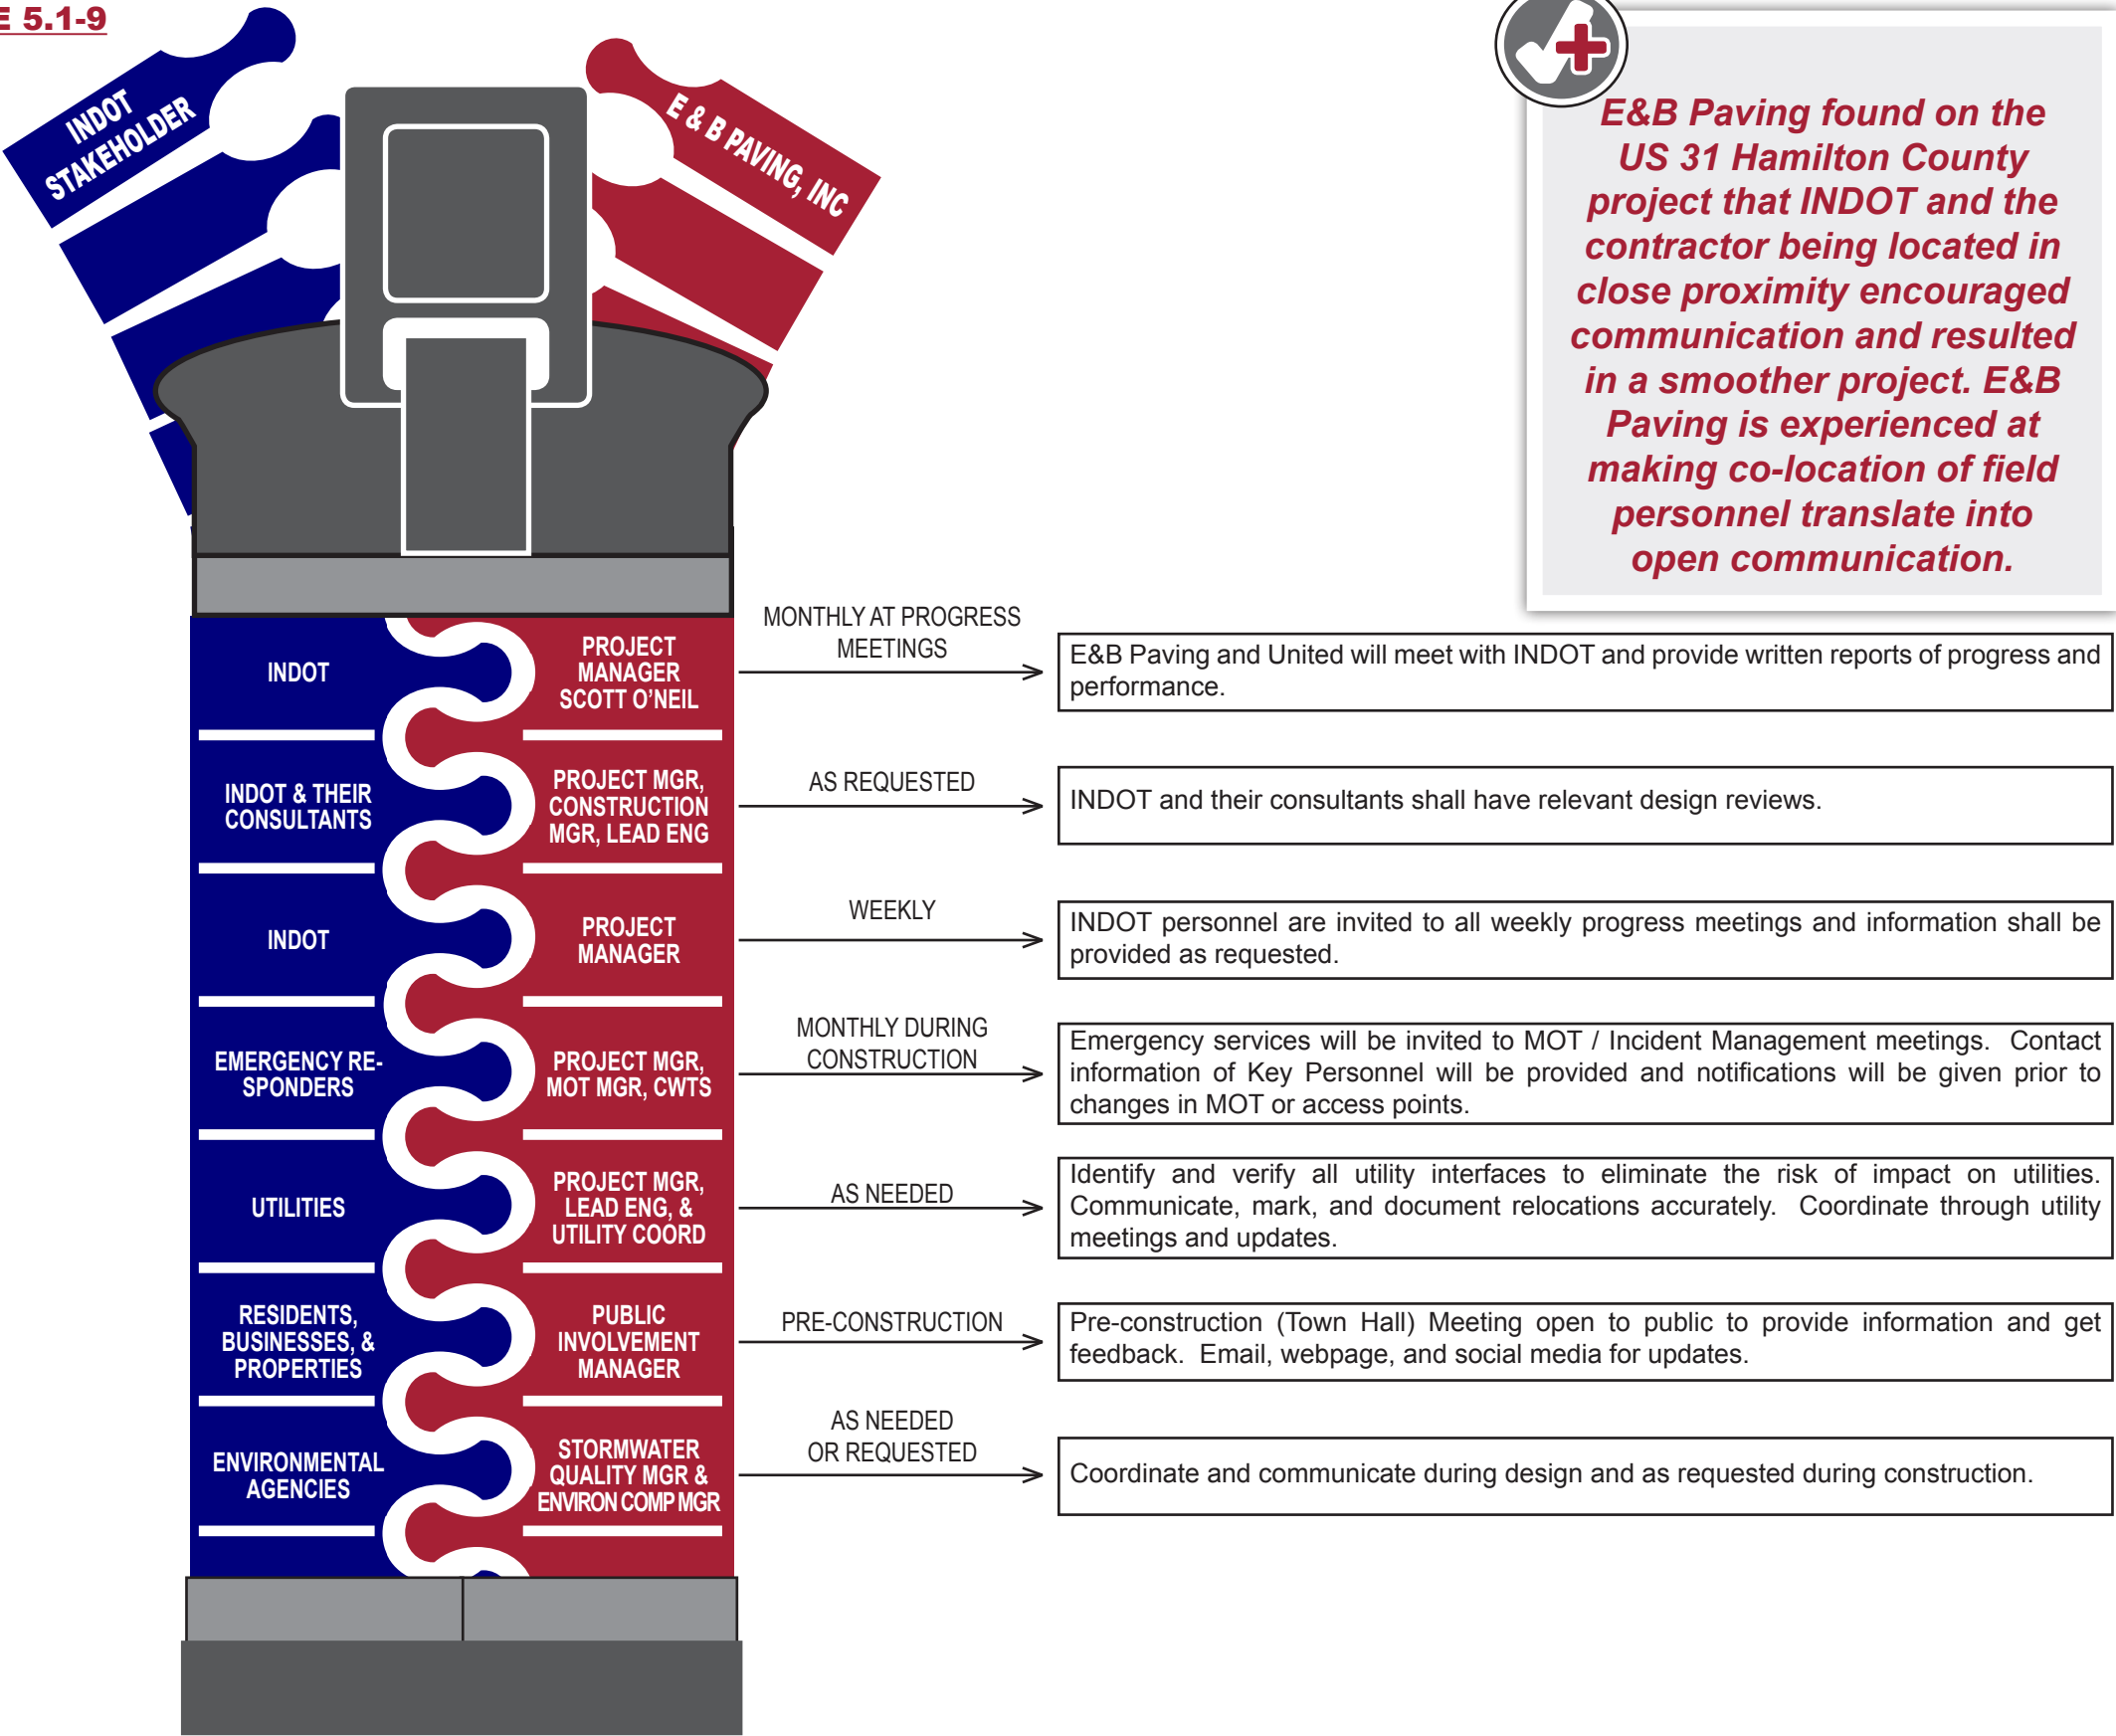 E 5.1-9
INDOT
STAKEHOLDER
E & B PAVING, INC
E&B Paving found on the
US 31 Hamilton County
project that INDOT and the
contractor being located in
close proximity encouraged
communication and resulted
in a smoother project. E&B
Paving is experienced at
making co-location of field
personnel translate into
open communication.
INDOT
PROJECT
MANAGER
SCOTT O'NEIL
MONTHLY AT PROGRESS
MEETINGS
E&B Paving and United will meet with INDOT and provide written reports of progress and
performance.
INDOT & THEIR
CONSULTANTS
PROJECT MGR,
CONSTRUCTION
MGR, LEAD ENG
AS REQUESTED
INDOT and their consultants shall have relevant design reviews.
INDOT
PROJECT
MANAGER
WEEKLY
INDOT personnel are invited to all weekly progress meetings and information shall be
provided as requested.
EMERGENCY RE-
SPONDERS
PROJECT MGR,
MOT MGR, CWTS
MONTHLY DURING
CONSTRUCTION
Emergency services will be invited to MOT / Incident Management meetings. Contact
information of Key Personnel will be provided and notifications will be given prior to
changes in MOT or access points.
UTILITIES
PROJECT MGR,
LEAD ENG, &
UTILITY COORD
AS NEEDED
Identify and verify all utility interfaces to eliminate the risk of impact on utilities.
Communicate, mark, and document relocations accurately. Coordinate through utility
meetings and updates.
RESIDENTS,
BUSINESSES, &
PROPERTIES
PUBLIC
INVOLVEMENT
MANAGER
PRE-CONSTRUCTION
Pre-construction (Town Hall) Meeting open to public to provide information and get
feedback. Email, webpage, and social media for updates.
ENVIRONMENTAL
AGENCIES
STORMWATER
QUALITY MGR &
ENVIRON COMP MGR
AS NEEDED
OR REQUESTED
Coordinate and communicate during design and as requested during construction.